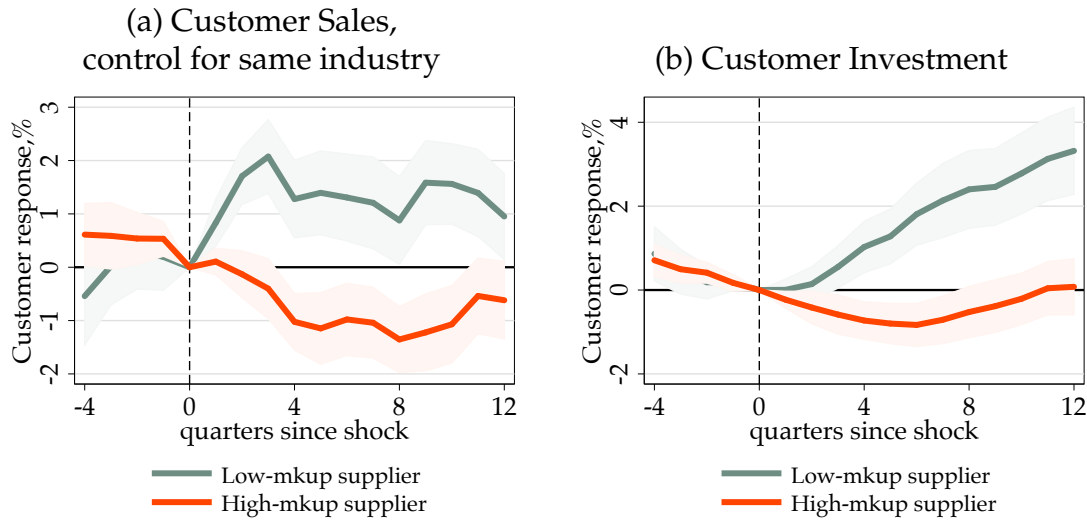 (a) Customer Sales,
control for same industry
Customer response,%
3
2
1
0
-1
-2
-4
0
4
8
12
quarters since shock
Low-mkup supplier
High-mkup supplier
(b) Customer Investment
Customer response,%
4
2
0
-2
-4
0
4
8
12
quarters since shock
Low-mkup supplier
High-mkup supplier